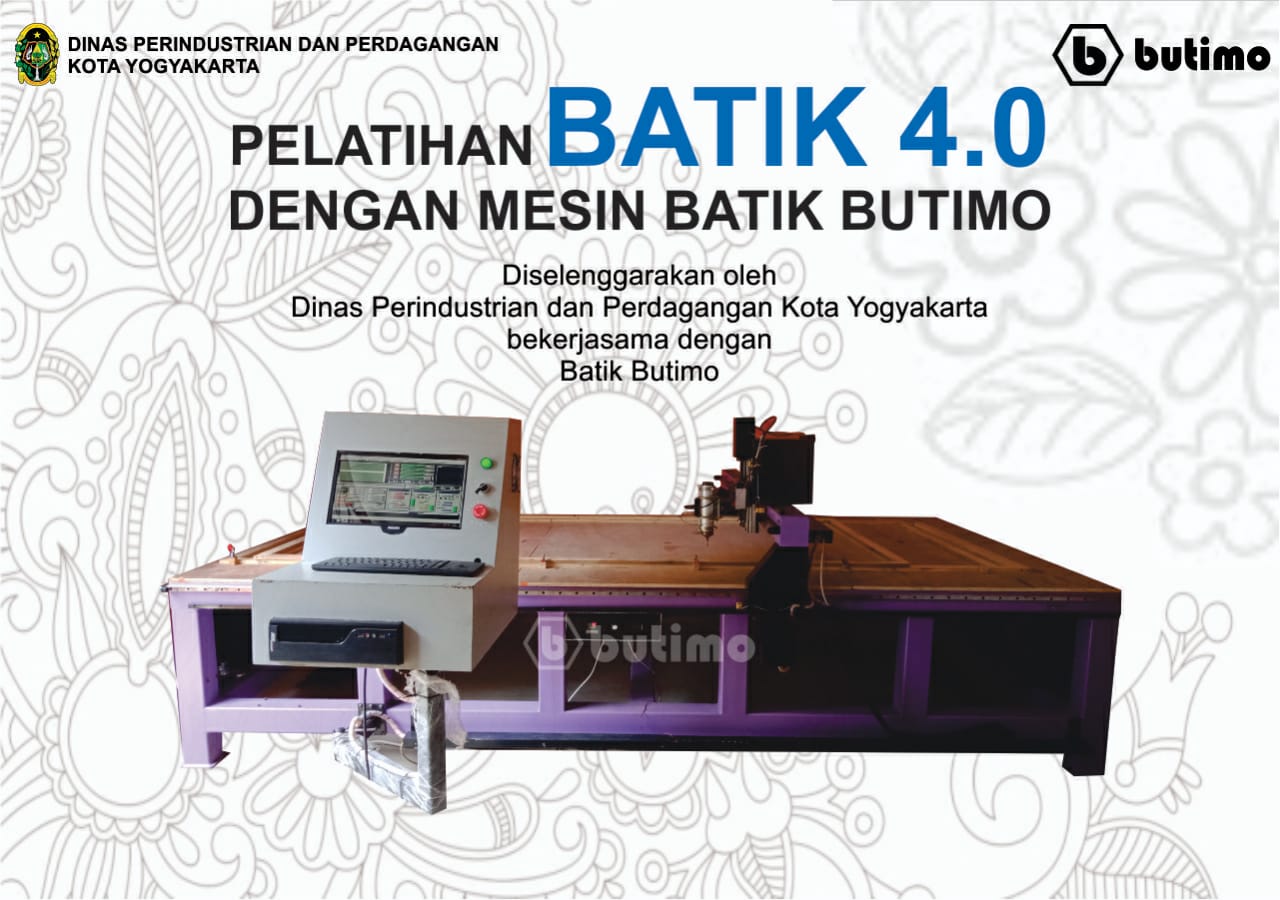 DINAS PERINDUSTRIAN DAN PERDAGANGAN
KOTA YOGYAKARTA
butimo
PELATIHAN BATIK 4.0
DENGAN MESIN BATIK BUTIMO
Diselenggarakan oleh
Dinas Perindustrian dan Perdagangan Kota Yogyakarta
bekerjasama dengan
Batik Butimo
butimo